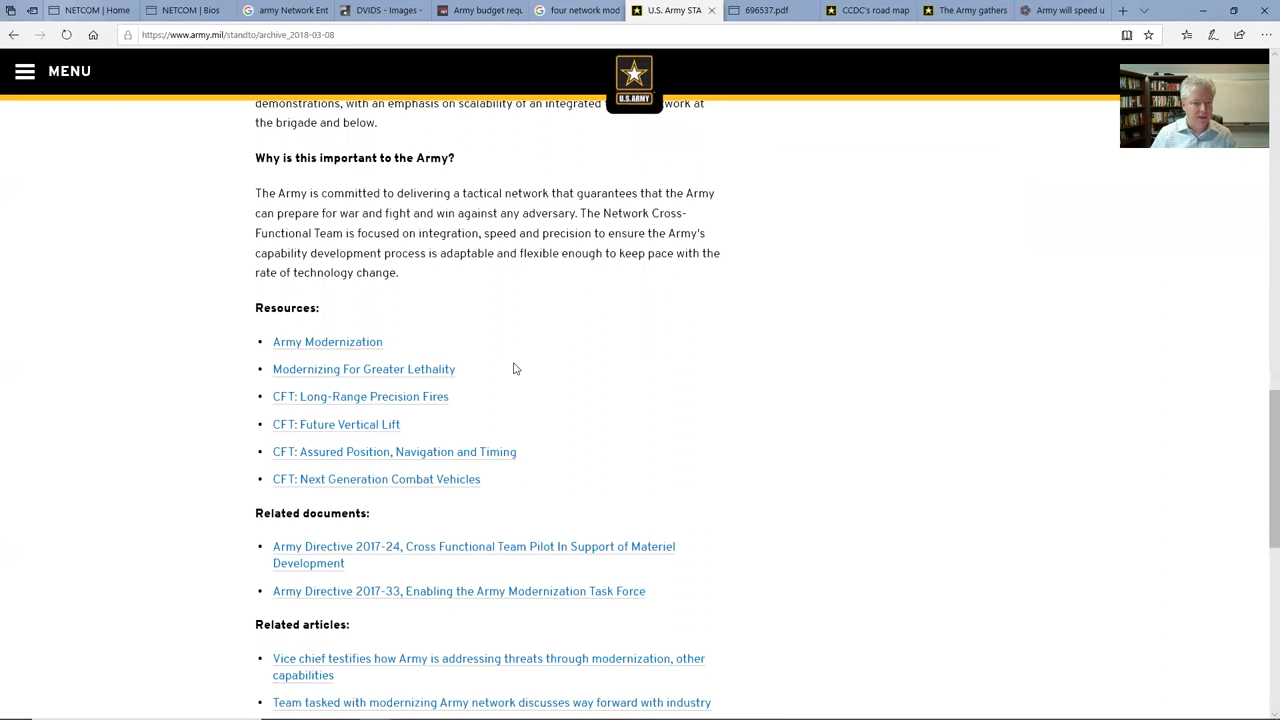 NETCOM | Home
NETCOM | Bios
army Network Ent
DVIDS - Images -
Army budget requ
four network mod
U.S. Army STA
696537.pdf
CCDC's road map
The Army gathers
Army will speed u
https://www.army.mil/standto/archive_2018-03-08
MENU
U.S.ARMY
demonstrations, with an emphasis on scalability of an integrated network at
the brigade and below.
Why is this important to the Army?
The Army is committed to delivering a tactical network that guarantees that the Army
can prepare for war and fight and win against any adversary. The Network Cross-
Functional Team is focused on integration, speed and precision to ensure the Army's
capability development process is adaptable and flexible enough to keep pace with the
rate of technology change.
Resources:
• Army Modernization
• Modernizing For Greater Lethality
• CFT: Long-Range Precision Fires
• CFT: Future Vertical Lift
• CFT: Assured Position, Navigation and Timing
• CFT: Next Generation Combat Vehicles
Related documents:
• Army Directive 2017-24, Cross Functional Team Pilot In Support of Materiel
Development
• Army Directive 2017-33, Enabling the Army Modernization Task Force
Related articles:
• Vice chief testifies how Army is addressing threats through modernization, other
capabilities
• Team tasked with modernizing Army network discusses way forward with industry